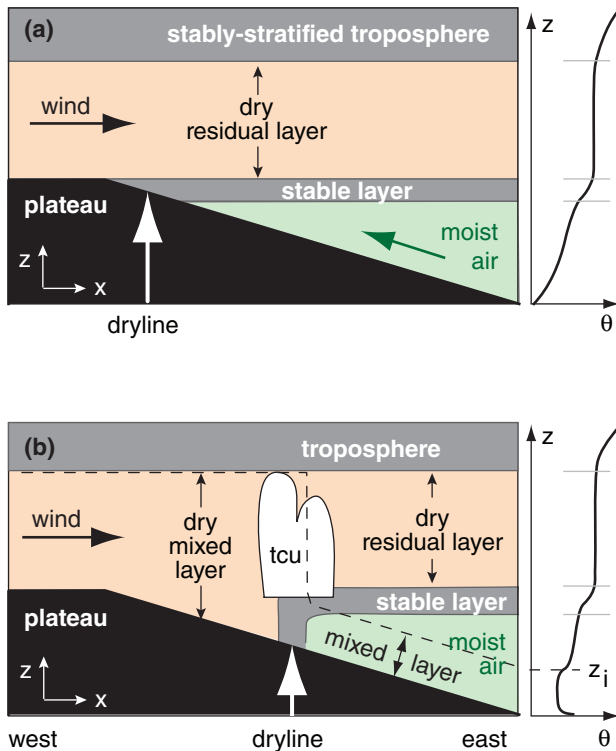 (a)
stably-stratified troposphere
z
wind
dry
residual layer
stable layer
plateau
moist
air
z
x
dryline
θ
(b)
troposphere
z
wind
dry
mixed
layer
tcu
dry
residual layer
stable layer
plateau
moist
air
mixed layer
zi
z
x
west
dryline
east
θ